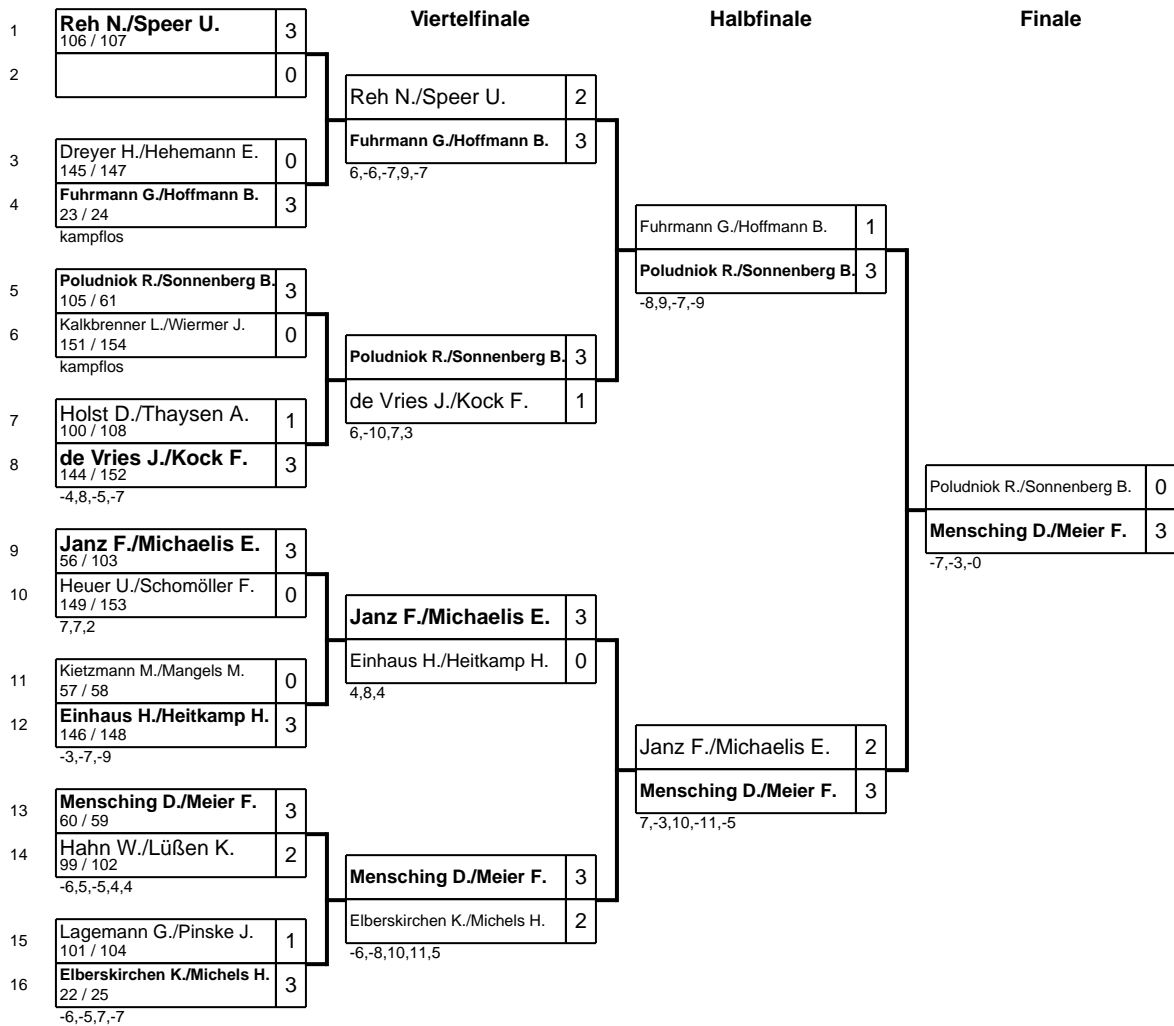 Viertelfinale
Halbfinale
Finale
1
Reh N./Speer U.
3
106 / 107
2
0
3
Dreyer H./Hehemann E.
0
145 / 147
4
Fuhrmann G./Hoffmann B.
3
23 / 24
kampflos
5
Poludniok R./Sonnenberg B.
3
105 / 61
6
Kalkbrenner L./Wiermer J.
0
151 / 154
kampflos
7
Holst D./Thaysen A.
1
100 / 108
8
de Vries J./Kock F.
3
144 / 152
-4,8,-5,-7
9
Janz F./Michaelis E.
3
56 / 103
10
Heuer U./Schomöller F.
0
149 / 153
7,7,2
11
Kietzmann M./Mangels M.
0
57 / 58
12
Einhaus H./Heitkamp H.
3
146 / 148
-3,-7,-9
13
Mensching D./Meier F.
3
60 / 59
14
Hahn W./Lüßen K.
2
99 / 102
-6,5,-5,4,4
15
Lagemann G./Pinske J.
1
101 / 104
16
Elberskirchen K./Michels H.
3
22 / 25
-6,-5,7,-7
Reh N./Speer U.
2
Fuhrmann G./Hoffmann B.
3
6,-6,-7,9,-7
Poludniok R./Sonnenberg B.
3
de Vries J./Kock F.
1
6,-10,7,3
Janz F./Michaelis E.
3
Einhaus H./Heitkamp H.
0
4,8,4
Mensching D./Meier F.
3
Elberskirchen K./Michels H.
2
-6,-8,10,11,5
Fuhrmann G./Hoffmann B.
1
Poludniok R./Sonnenberg B.
3
-8,9,-7,-9
Janz F./Michaelis E.
2
Mensching D./Meier F.
3
7,-3,10,-11,-5
Poludniok R./Sonnenberg B.
0
Mensching D./Meier F.
3
-7,-3,-0